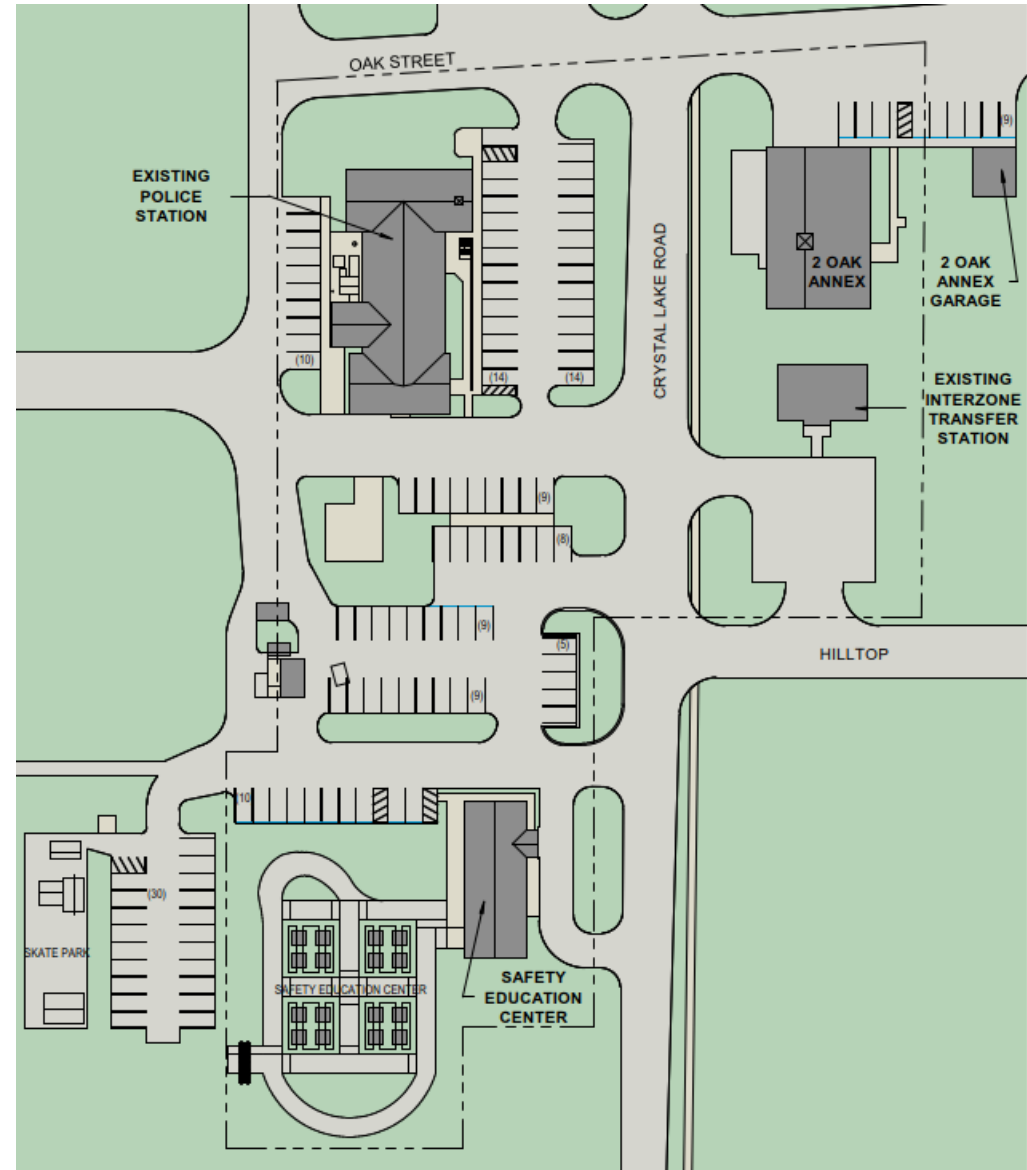 OAK STREET
(9)
EXISTING
POLICE
STATION
CRYSTAL LAKE ROAD
2 OAK
ANNEX
2 OAK
ANNEX
GARAGE
(10)
(14)
(14)
EXISTING
INTERZONE
TRANSFER
STATION
(9)
(8)
(9)
(5)
HILLTOP
(9)
(10
(30)
SKATE PARK
SAFETY EDUCATION CENTER
SAFETY
EDUCATION
CENTER